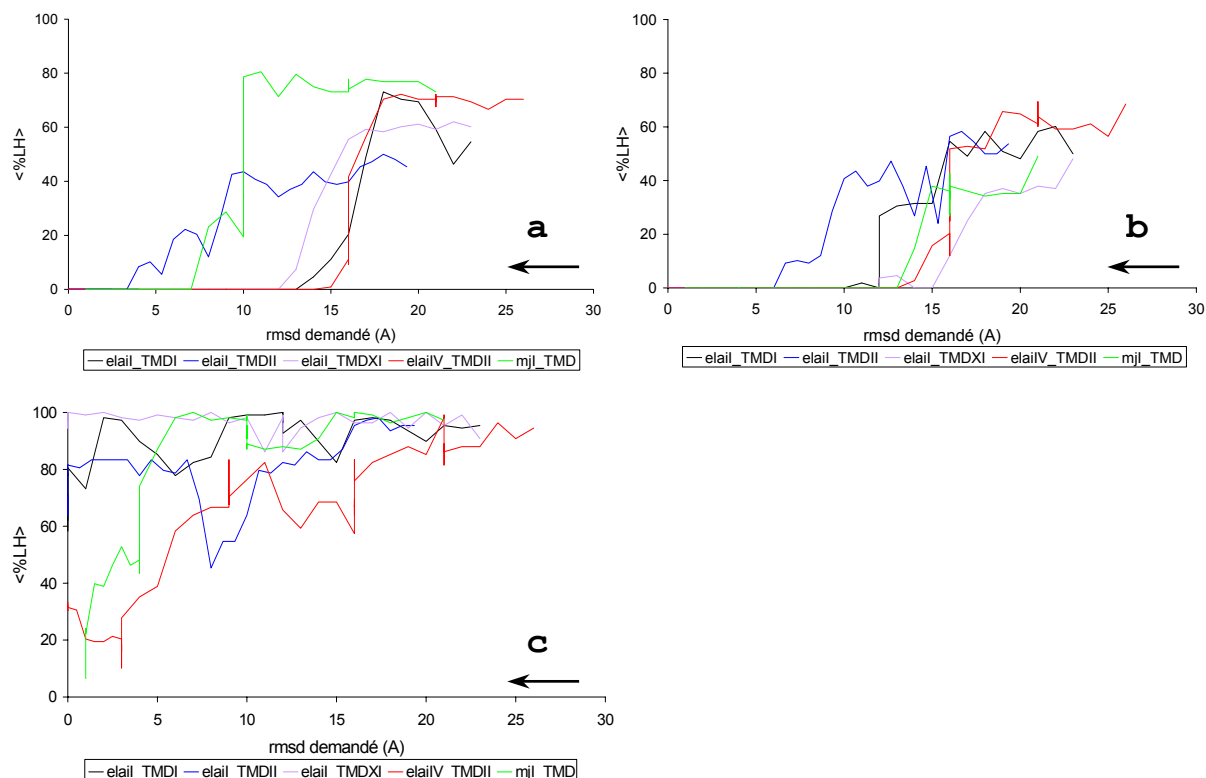 100
80
60
40
20
0
<%LH>
0 5 10 15 20 25 30
rmsd demandé (A)
a
elaiI_TMDI elaiI_TMDII elaiI_TMDXI elaiIV_TMDII mjI_TMD
100
80
60
40
20
0
<%LH>
0 5 10 15 20 25 30
rmsd demandé (A)
b
elaiI_TMDI elaiI_TMDII elaiI_TMDXI elaiIV_TMDII mjI_TMD
100
80
60
40
20
0
<%LH>
0 5 10 15 20 25 30
rmsd demandé (A)
c
elaiI_TMDI elaiI_TMDII elaiI_TMDXI elaiIV_TMDII mjI_TMD